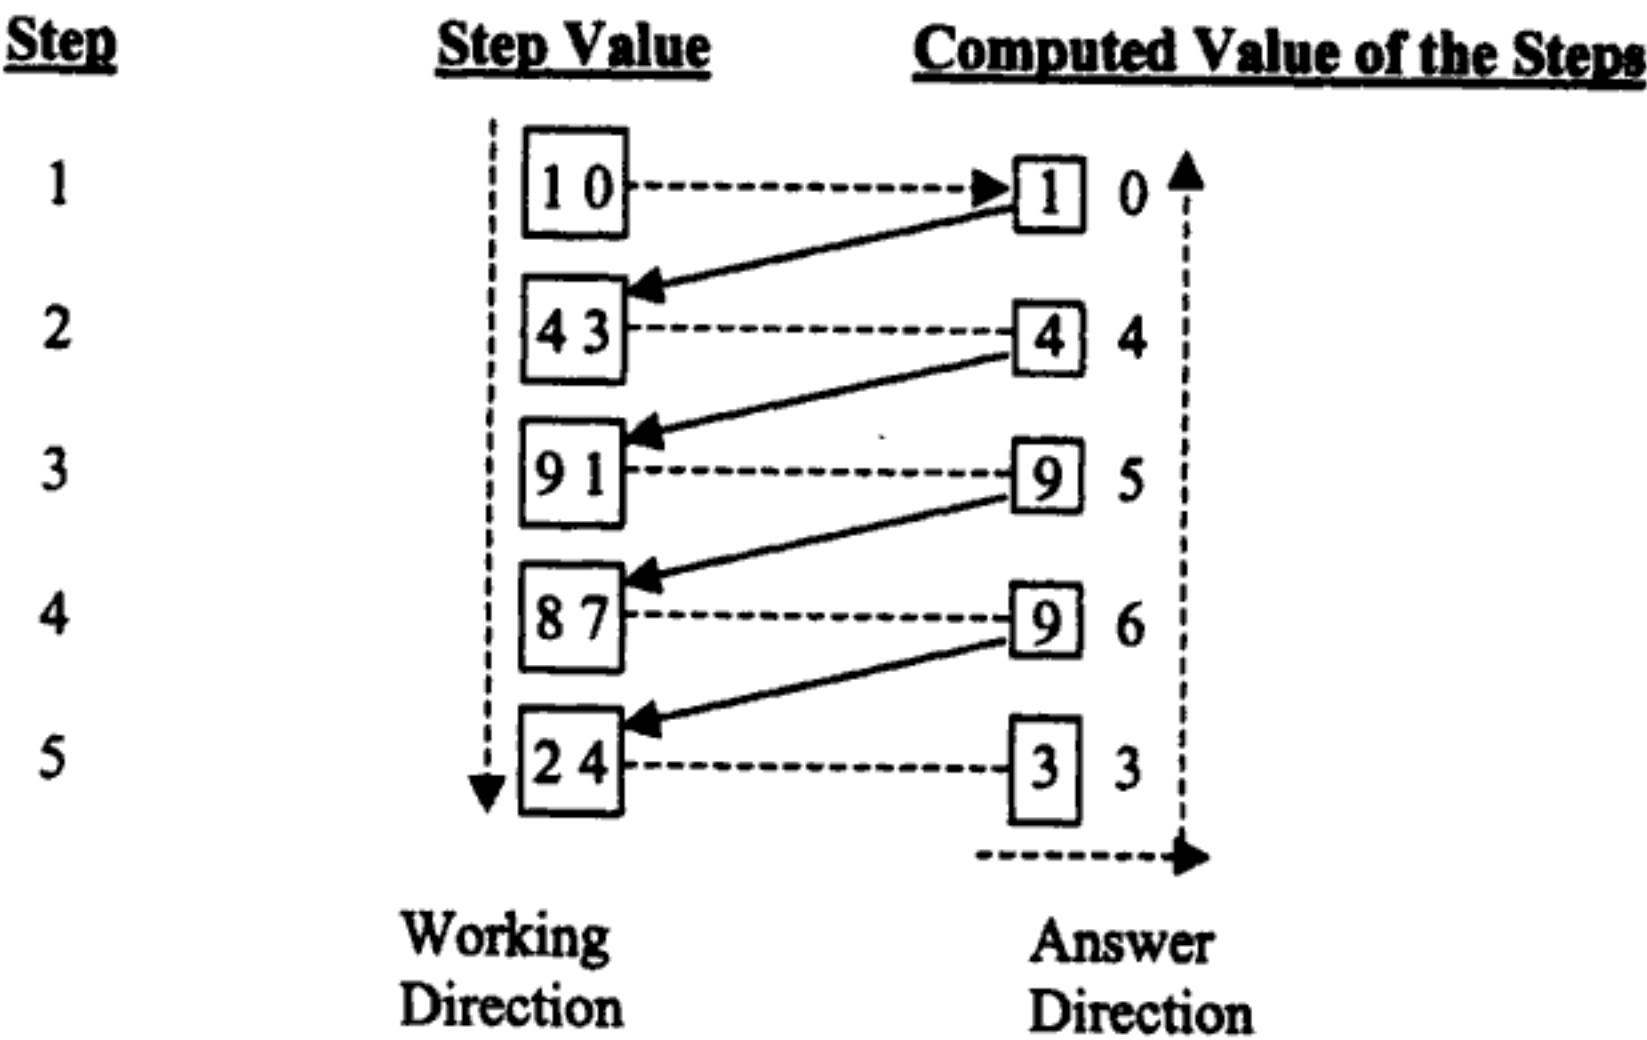 Step Step Value Computed Value of the Steps
1 1 0 1 0
2 4 3 4 4
3 9 1 9 5
4 8 7 9 6
5 2 4 3 3
Working Answer
Direction Direction